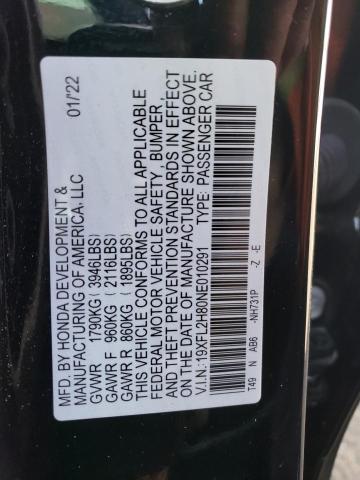 MFD. BY HONDA DEVELOPMENT &
MANUFACTURING OF AMERICA, LLC 01/'22
GVWR 1790KG (3946LBS)
GAWR F 960KG (2116LBS)
GAWR R 860KG (1895LBS)
THIS VEHICLE CONFORMS TO ALL APPLICABLE
FEDERAL MOTOR VEHICLE SAFETY, BUMPER,
AND THEFT PREVENTION STANDARDS IN EFFECT
ON THE DATE OF MANUFACTURE SHOWN ABOVE.
V.I.N.: 19XFL2H80NE010291 TYPE: PASSENGER CAR
T49 N AB6 -NH731P -Z -E